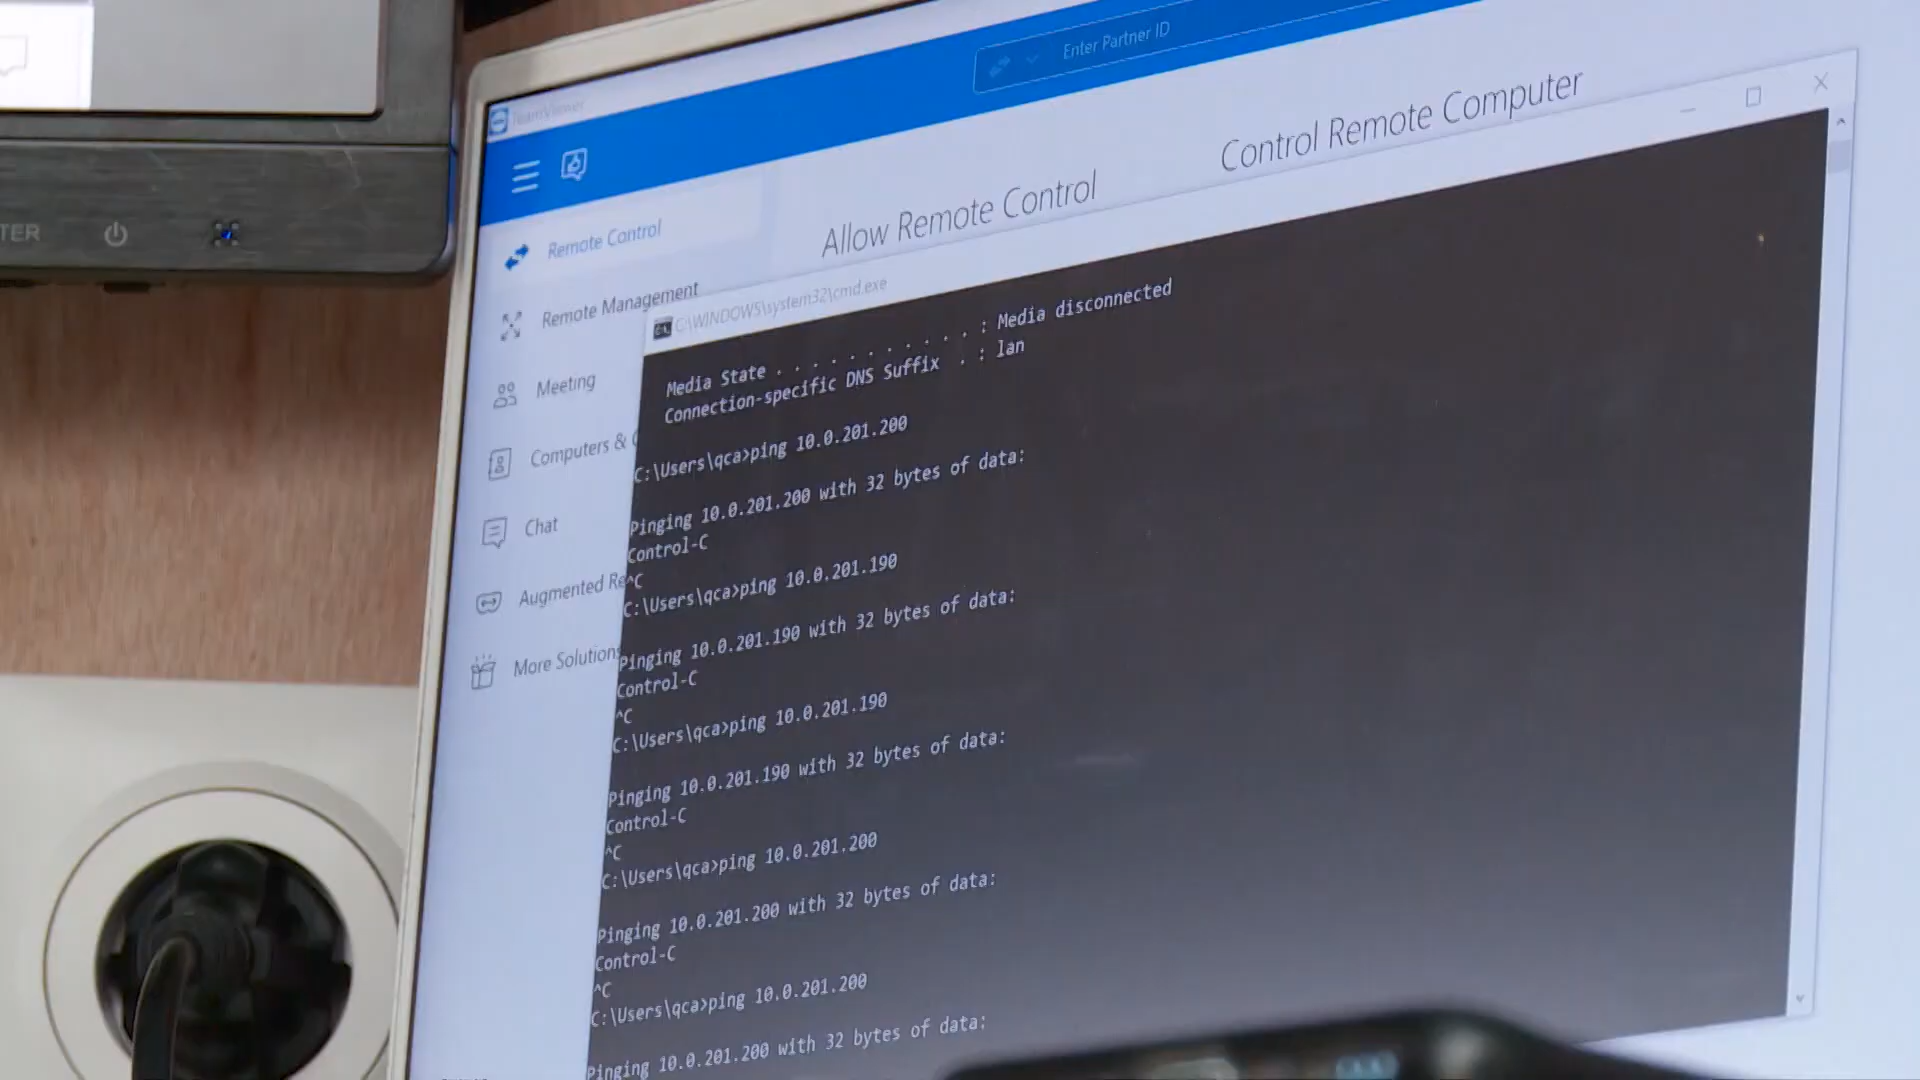 TER
TeamViewer
Enter Partner ID
Allow Remote Control
Control Remote Computer
Remote Control
Remote Management
Meeting
Computers &
Chat
Augmented Re
More Solutions
C:\WINDOWS\system32\cmd.exe
Media State . . . . . . . . . . . : Media disconnected
Connection-specific DNS Suffix  . : lan
C:\Users\qca>ping 10.0.201.200
Pinging 10.0.201.200 with 32 bytes of data:
Control-C
^C
C:\Users\qca>ping 10.0.201.190
Pinging 10.0.201.190 with 32 bytes of data:
Control-C
^C
C:\Users\qca>ping 10.0.201.190
Pinging 10.0.201.190 with 32 bytes of data:
Control-C
^C
C:\Users\qca>ping 10.0.201.200
Pinging 10.0.201.200 with 32 bytes of data:
Control-C
^C
C:\Users\qca>ping 10.0.201.200
Pinging 10.0.201.200 with 32 bytes of data: